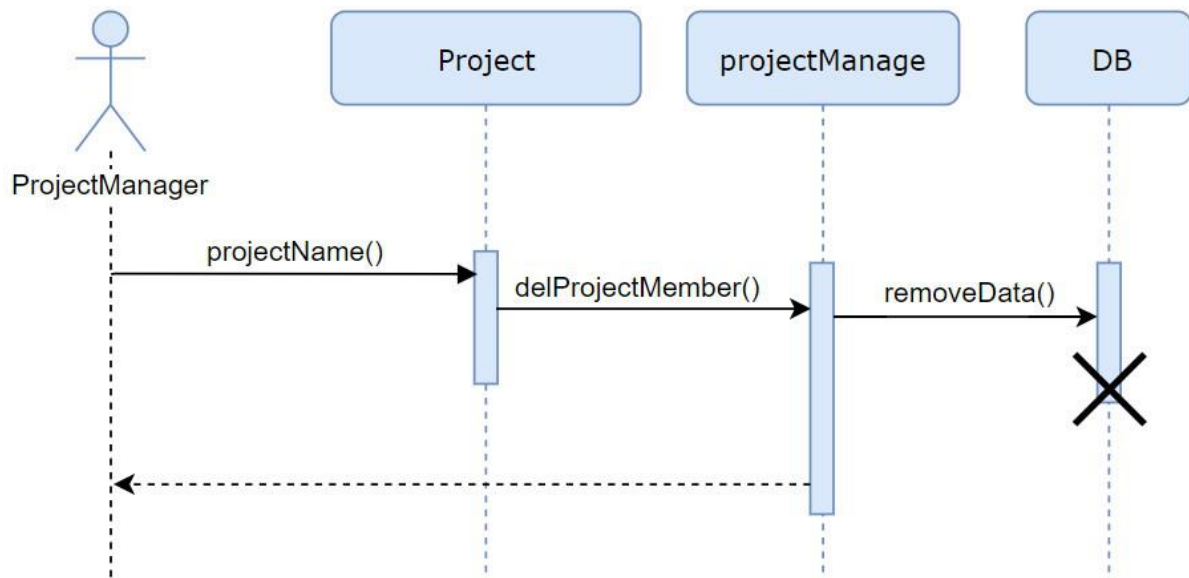 Project
projectManage
DB
ProjectManager
projectName()
delProjectMember()
removeData()